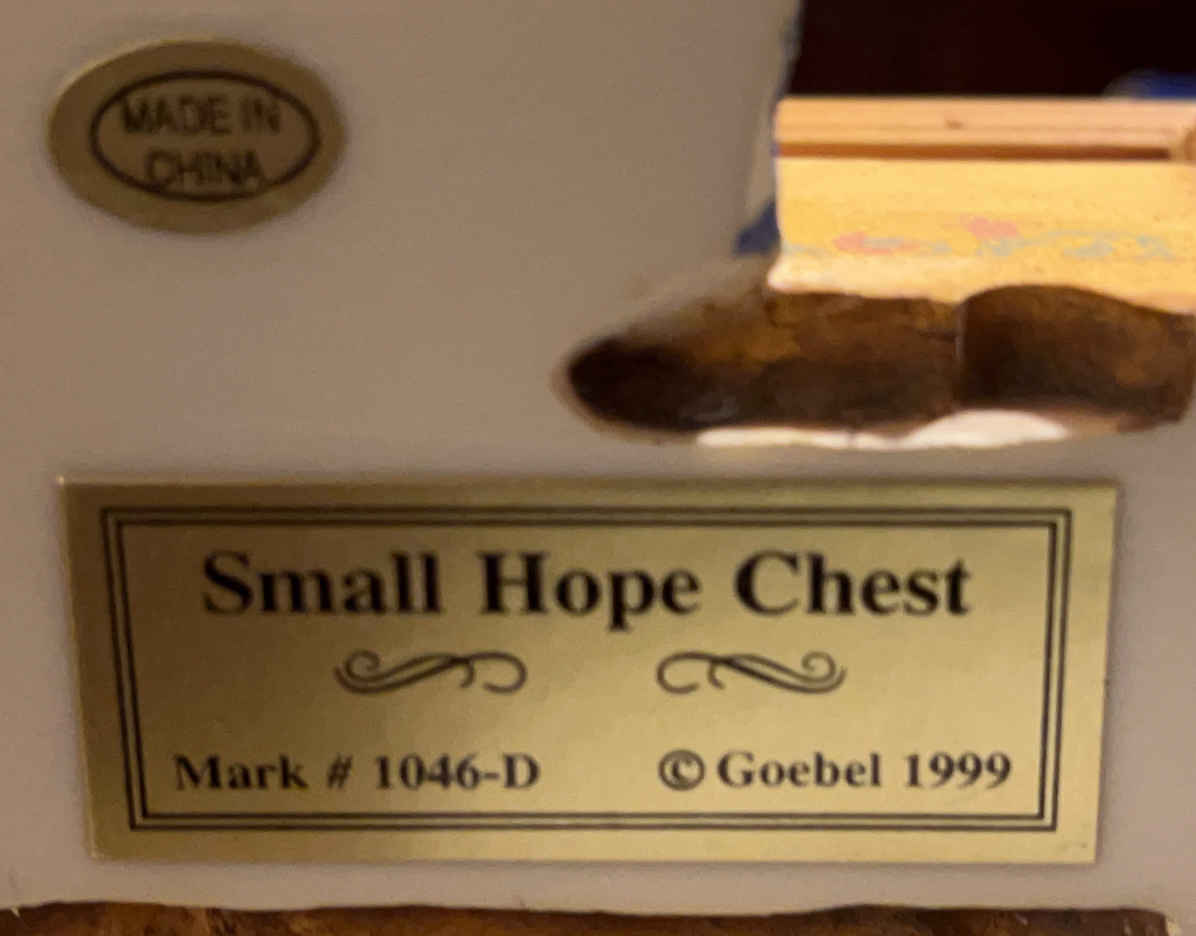 MADE IN
CHINA
Small Hope Chest
Mark # 1046-D © Goebel 1999